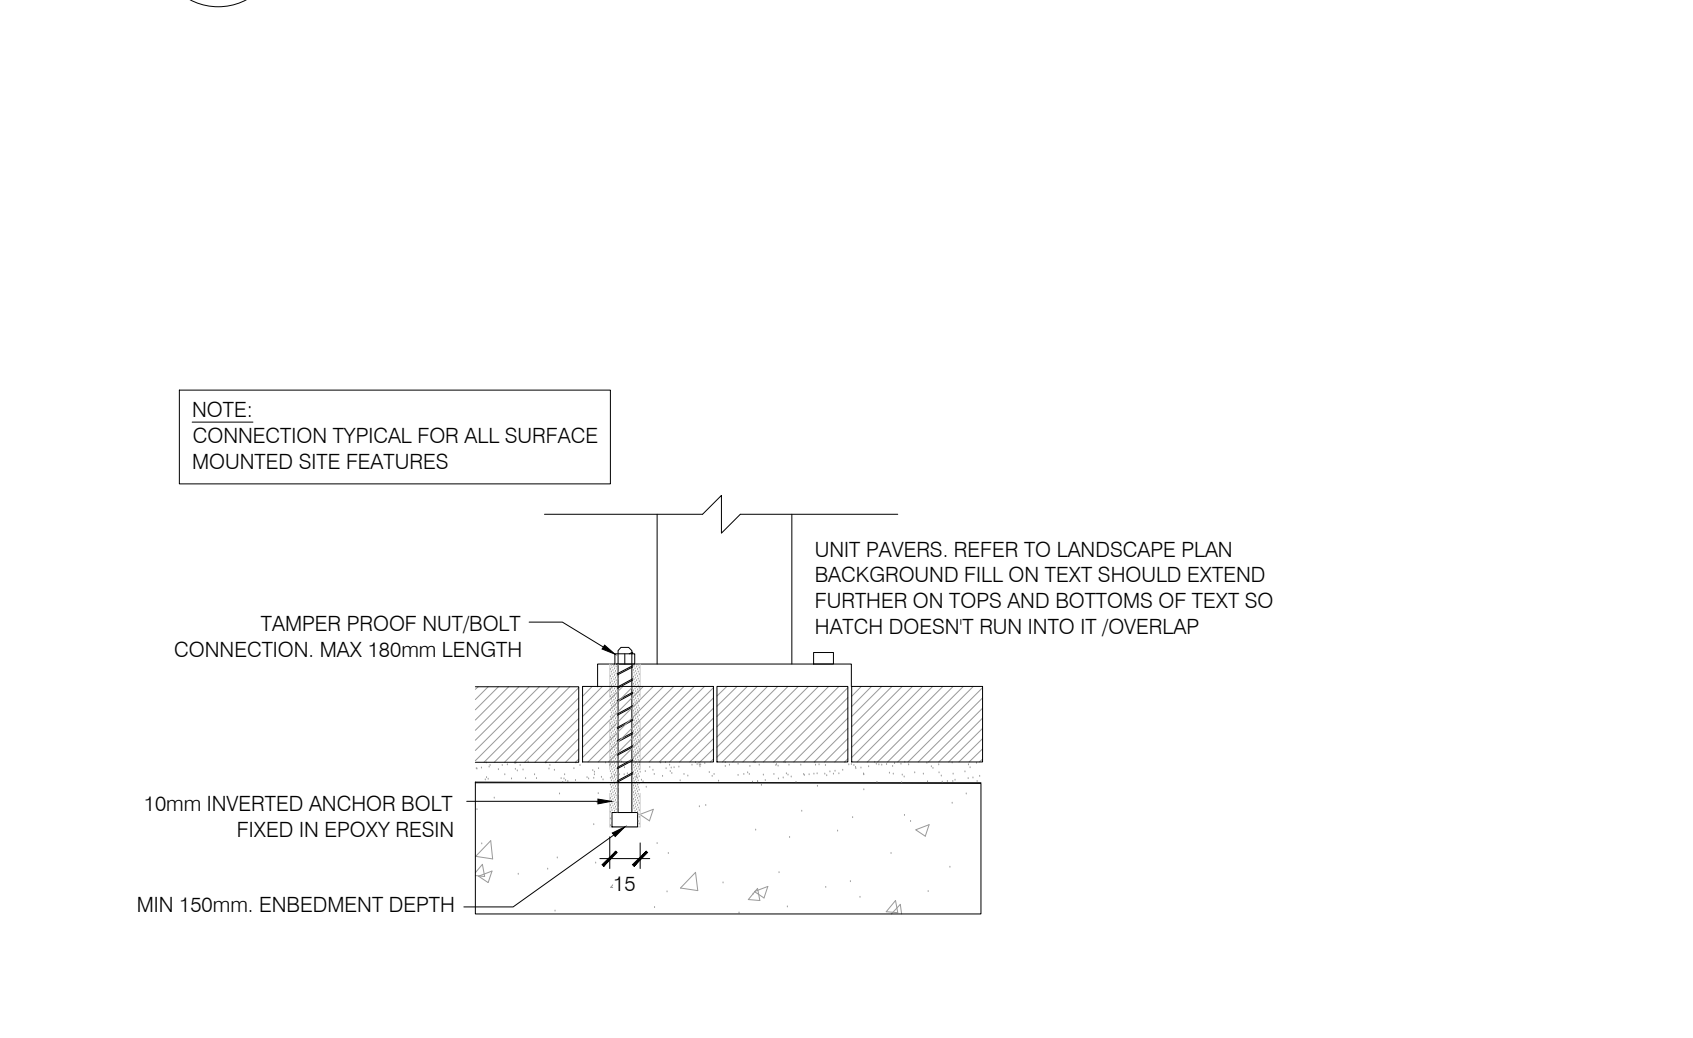 NOTE:
CONNECTION TYPICAL FOR ALL SURFACE
MOUNTED SITE FEATURES
UNIT PAVERS. REFER TO LANDSCAPE PLAN
BACKGROUND FILL ON TEXT SHOULD EXTEND
FURTHER ON TOPS AND BOTTOMS OF TEXT SO
HATCH DOESN'T RUN INTO IT /OVERLAP
TAMPER PROOF NUT/BOLT
CONNECTION. MAX 180mm LENGTH
10mm INVERTED ANCHOR BOLT
FIXED IN EPOXY RESIN
15
MIN 150mm. ENBEDMENT DEPTH